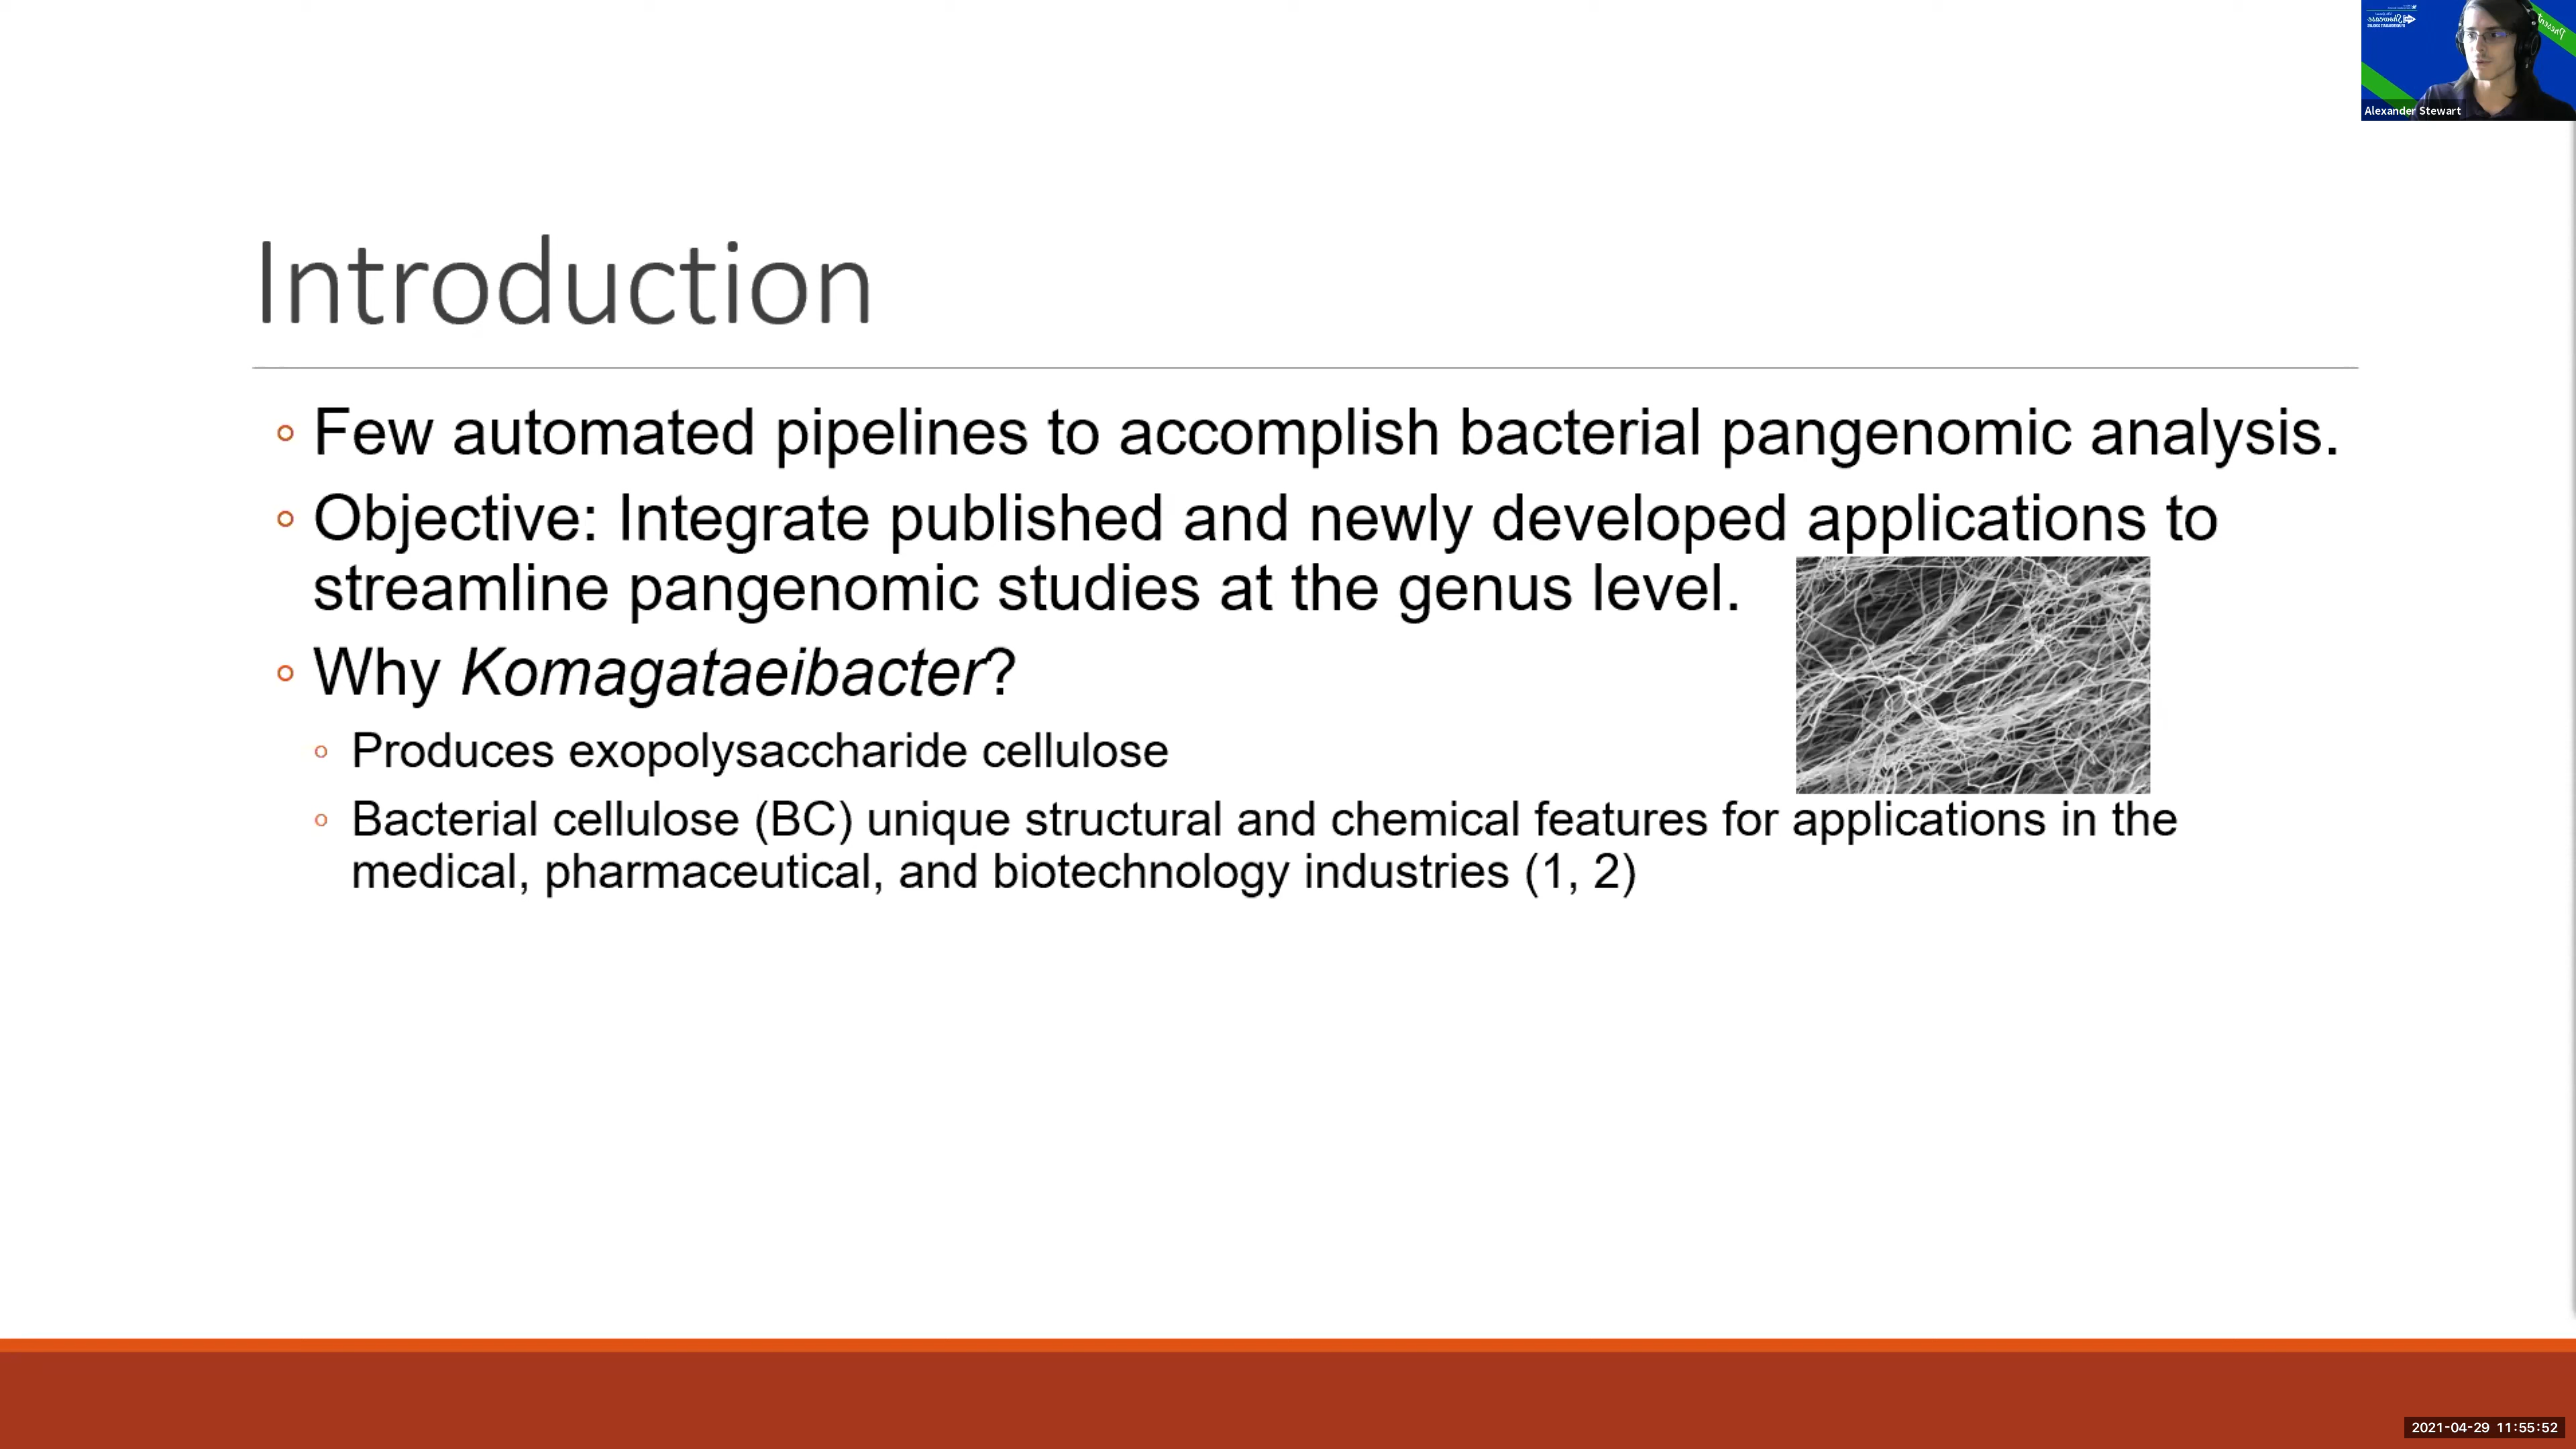 Alexander Stewart
Introduction
Few automated pipelines to accomplish bacterial pangenomic analysis.
Objective: Integrate published and newly developed applications to
streamline pangenomic studies at the genus level.
Why Komagataeibacter?
Produces exopolysaccharide cellulose
Bacterial cellulose (BC) unique structural and chemical features for applications in the
medical, pharmaceutical, and biotechnology industries (1, 2)
2021-04-29 11:55:52